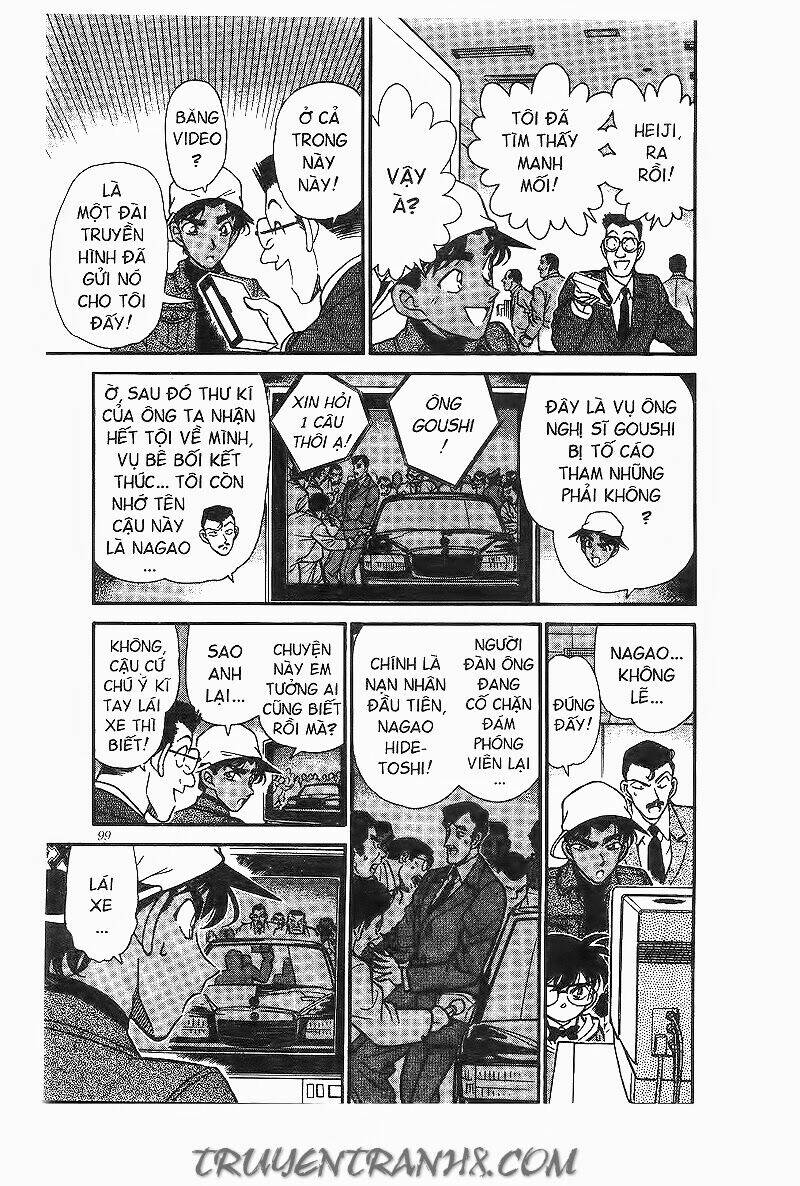 HEIJI,
RA
RỒI!
TÔI ĐÃ
TÌM THẤY
MANH
MỐI!
VẬY
À?
Ở CẢ
TRONG
NÀY
NÀY!
BĂNG
VIDEO
?
LÀ
MỘT ĐÀI
TRUYỀN
HÌNH ĐÃ
GỬI NÓ
CHO TÔI
ĐẤY!
ĐÂY LÀ VỤ ÔNG
NGHỊ SĨ GOUSHI
BỊ TỐ CÁO
THAM NHŨNG
PHẢI KHÔNG
?
ÔNG
GOUSHI
!
XIN HỎI
1 CÂU
THÔI Ạ!
Ờ, SAU ĐÓ THƯ KÍ
CỦA ÔNG TA NHẬN
HẾT TỘI VỀ MÌNH,
VỤ BÊ BỐI KẾT
THÚC... TÔI CÒN
NHỚ TÊN
CẬU NÀY
LÀ NAGAO
...
NAGAO...
KHÔNG
LẼ...
ĐÚNG
ĐẤY!
NGƯỜI
ĐÀN ÔNG
ĐANG
CỐ CHẶN
ĐÁM
PHÓNG
VIÊN LẠI
...
CHÍNH LÀ
NẠN NHÂN
ĐẦU TIÊN,
NAGAO
HIDE-
TOSHI!
CHUYỆN
NÀY EM
TƯỞNG AI
CŨNG BIẾT
RỒI MÀ?
SAO
ANH
LẠI...
KHÔNG,
CẬU CỨ
CHÚ Ý KĨ
TAY LÁI
XE THÌ
BIẾT!
99
LÁI
XE
...
TRUYENTRANH8.COM